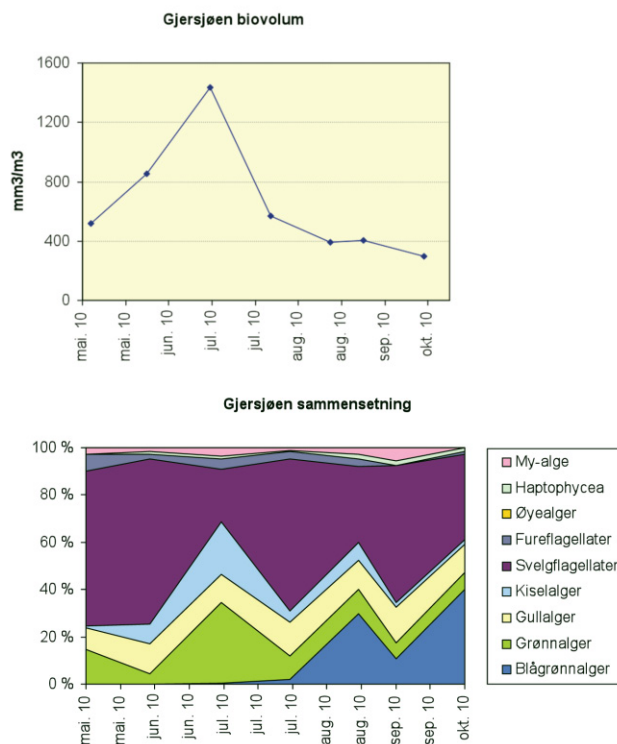 Gjersjøen biovolum
mm3/m3
1600
1200
800
400
0
mai. 10
mai. 10
jun. 10
jul. 10
jul. 10
aug. 10
aug. 10
sep. 10
okt. 10
Gjersjøen sammensetning
100 %
80 %
60 %
40 %
20 %
0 %
mai. 10
mai. 10
jun. 10
jun. 10
jul. 10
jul. 10
jul. 10
aug. 10
aug. 10
sep. 10
sep. 10
okt. 10
My-alge
Haptophycea
Øyealger
Fureflagellater
Svelgflagellater
Kiselalger
Gullalger
Grønnalger
Blågrønnalger